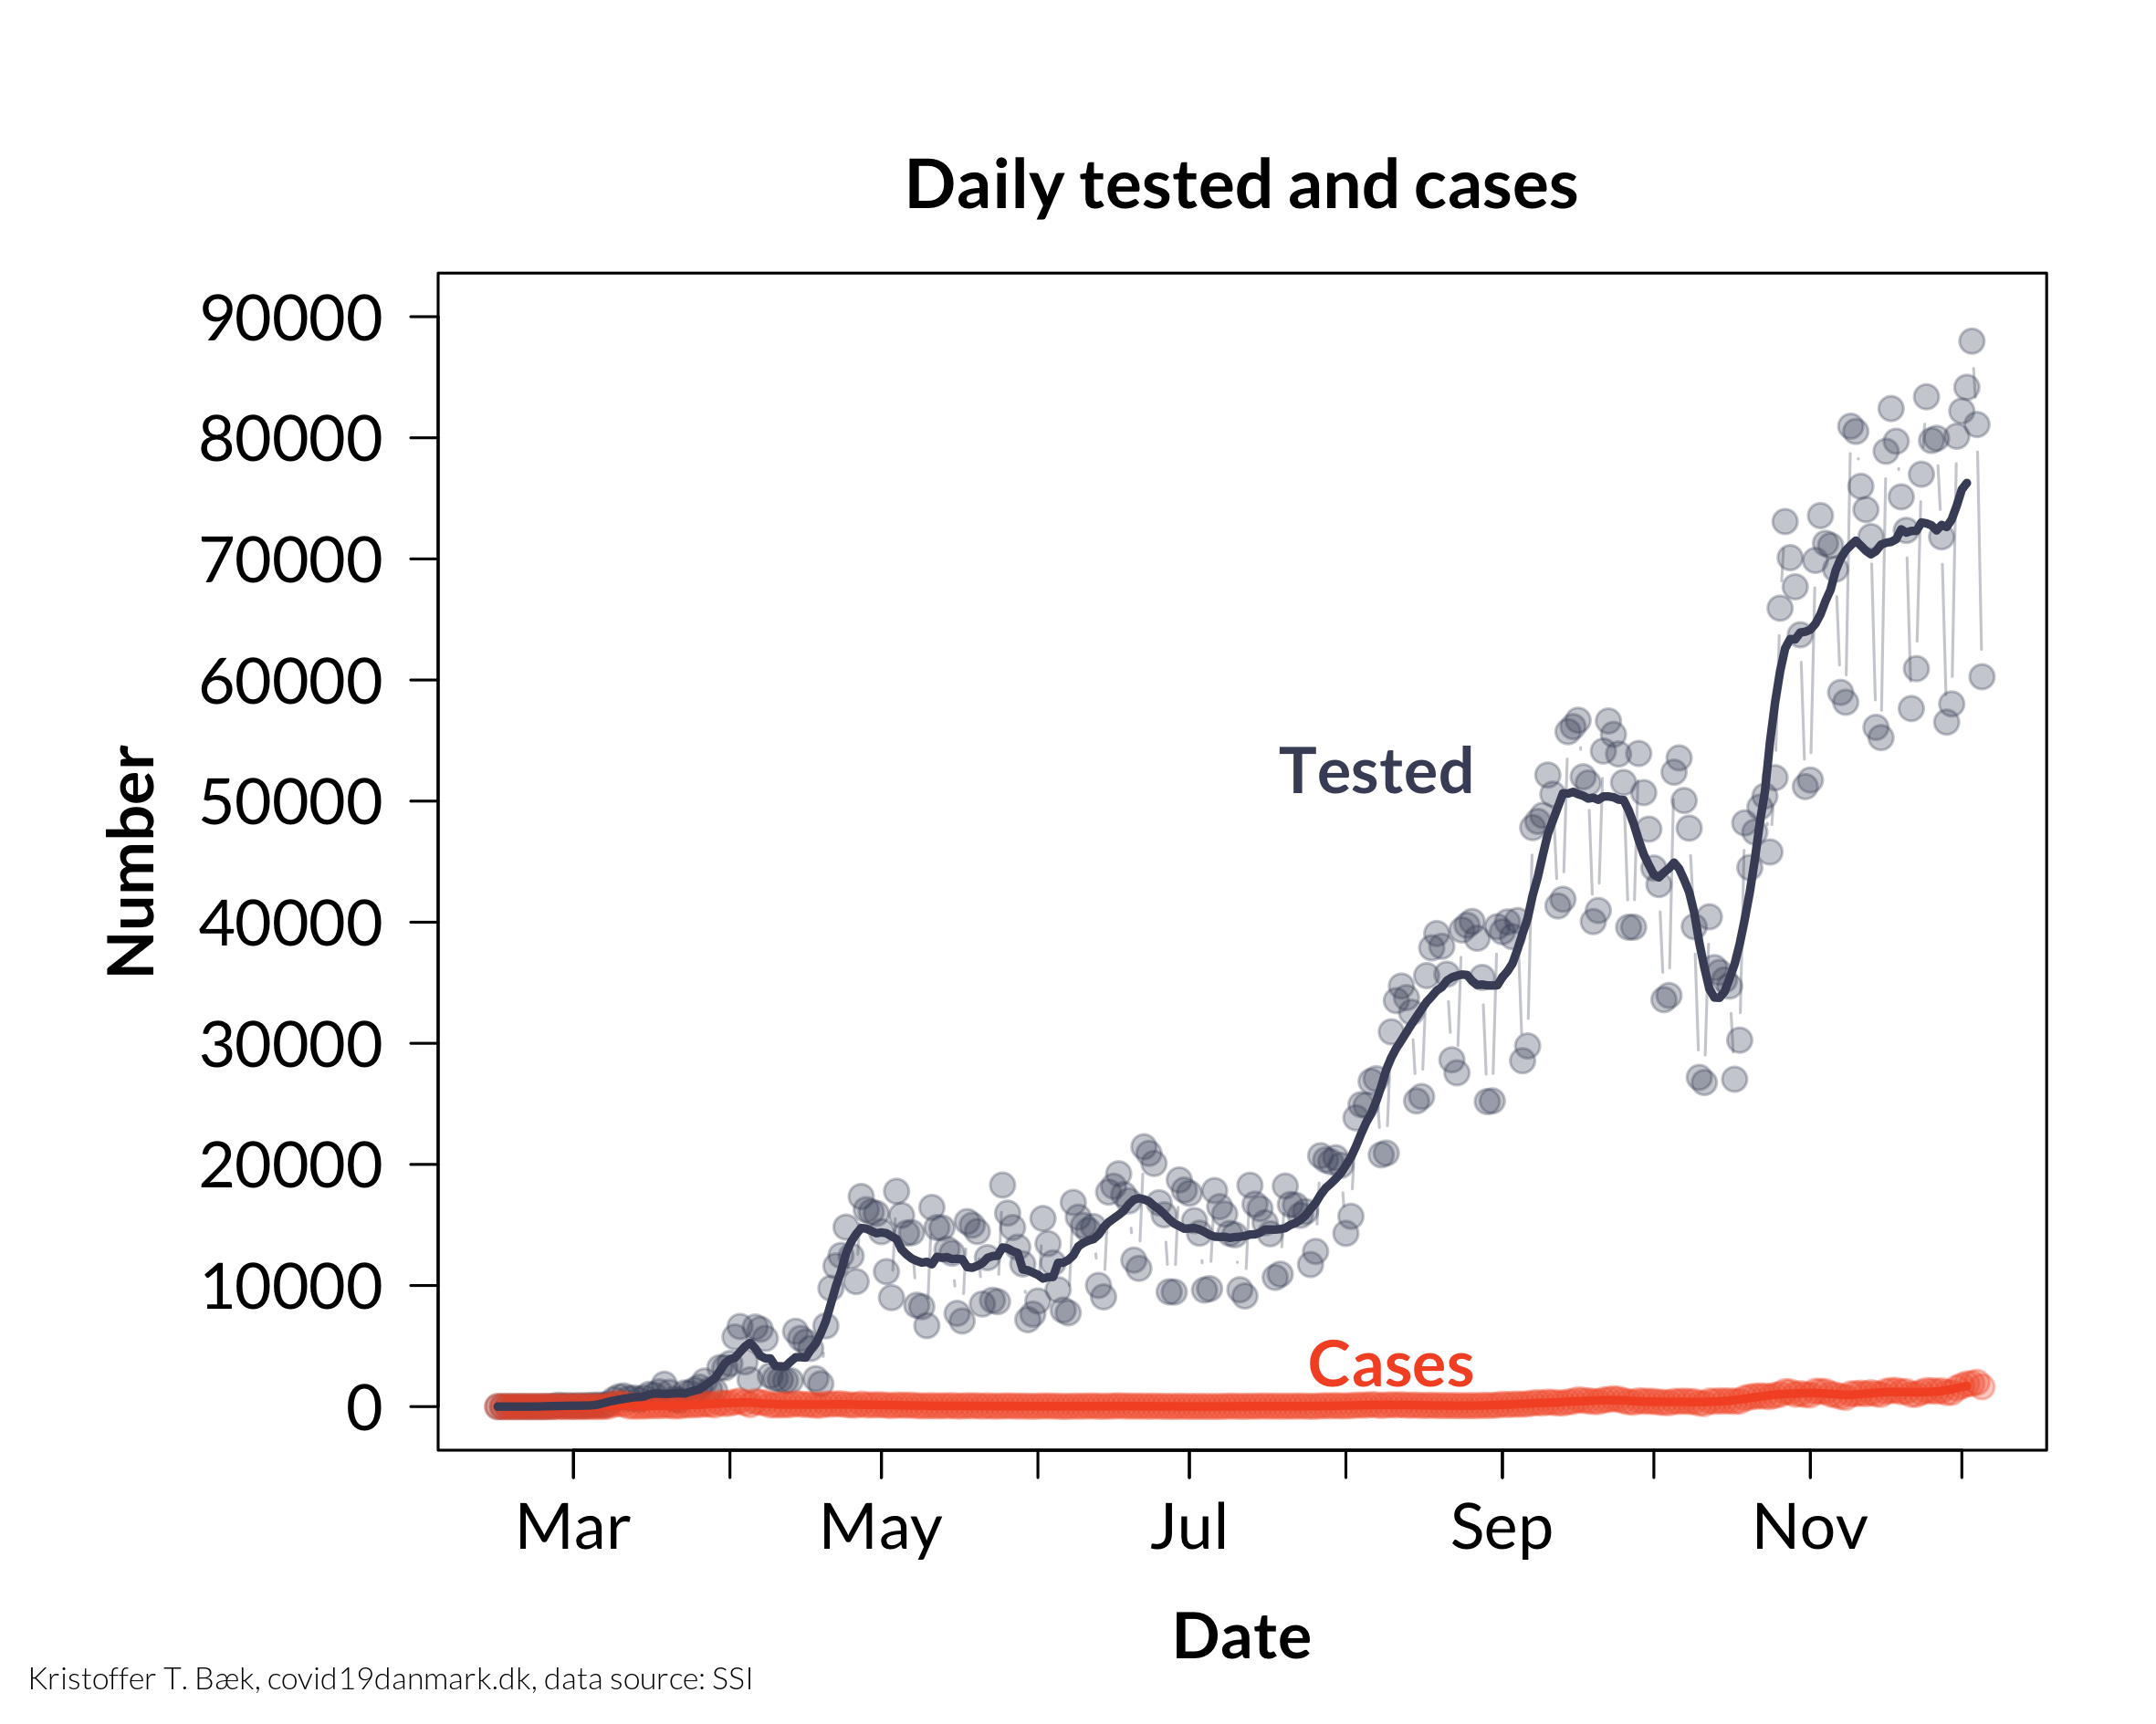 Daily tested and cases
90000
80000
70000
60000
50000
40000
30000
20000
10000
0
Number
Tested
Cases
Mar May Jul Sep Nov
Date
Kristoffer T. Bæk, covid19danmark.dk, data source: SSI